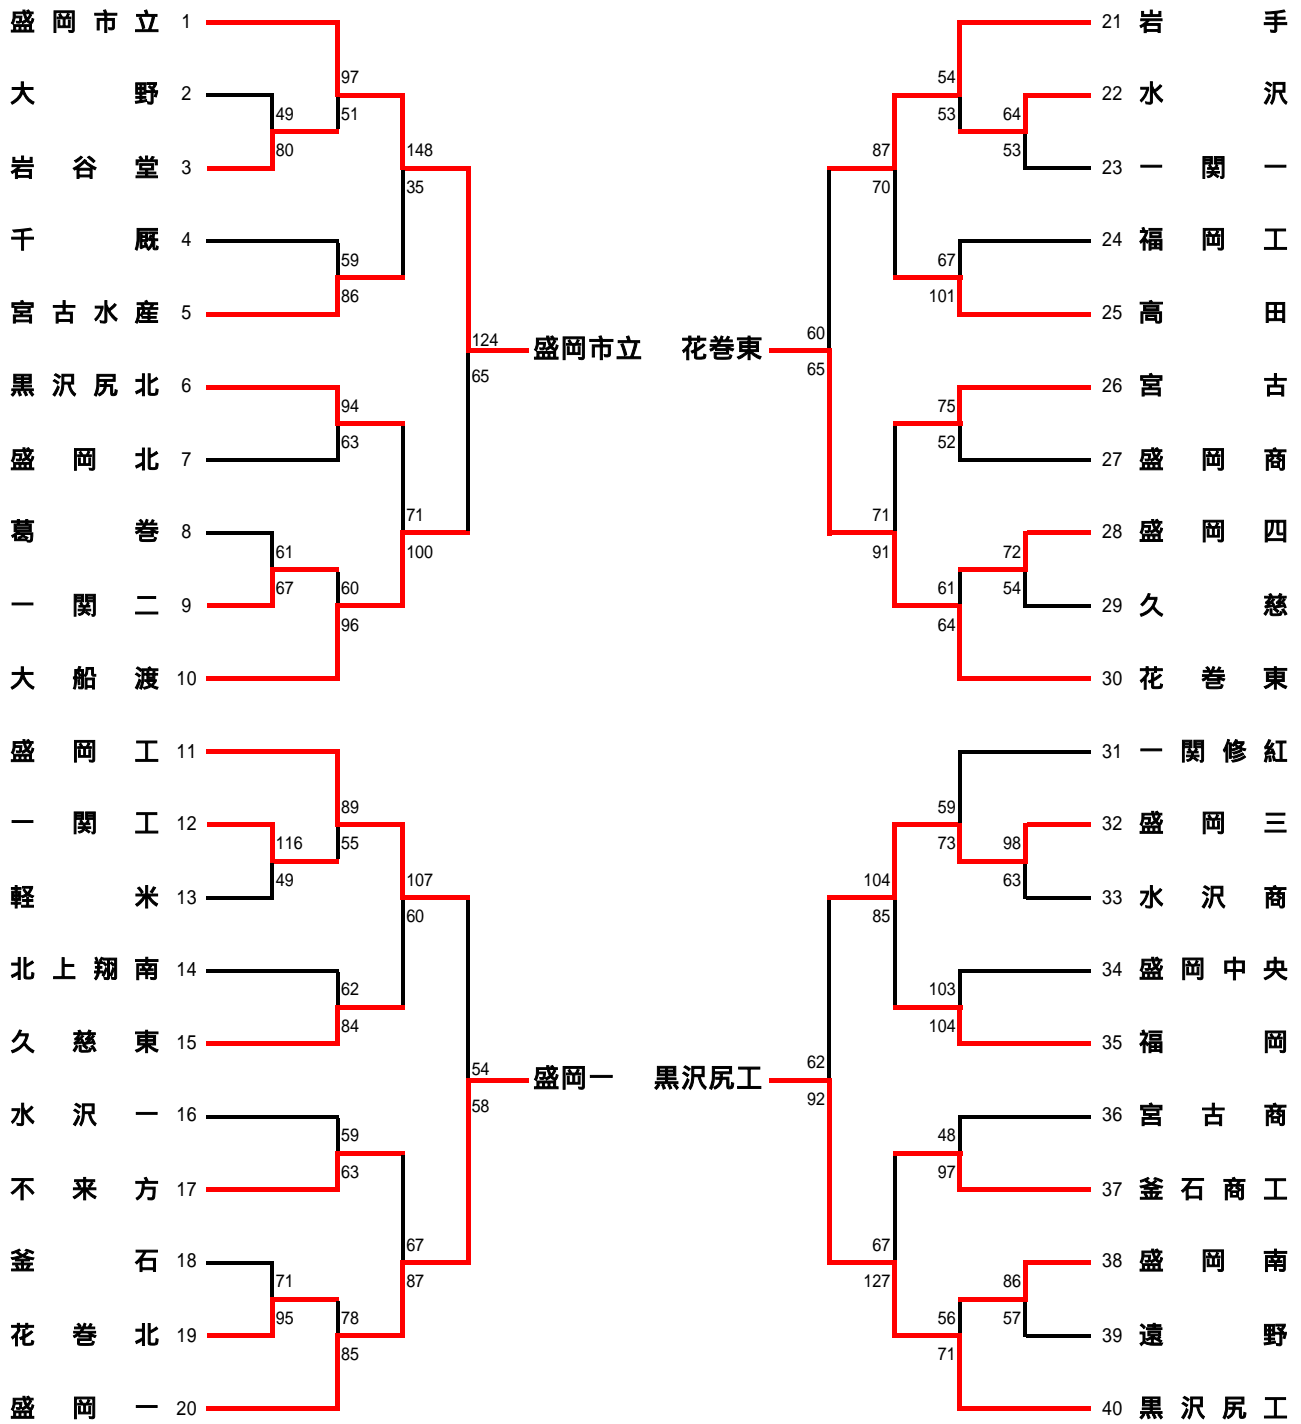 盛岡市立 1
大野 2
岩谷堂 3
千厩 4
宮古水産 5
黒沢尻北 6
盛岡北 7
葛巻 8
一関二 9
大船渡 10
盛岡工 11
一関工 12
軽米 13
北上翔南 14
久慈東 15
水沢一 16
不来方 17
釜石 18
花巻北 19
盛岡一 20
97
51
49
80
148
35
59
86
124
65
94
63
71
100
61
67
60
96
89
55
116
49
107
60
62
84
54
58
59
63
67
87
71
95
78
85
盛岡市立
盛岡一
花巻東
黒沢尻工
54
53
64
53
87
70
67
101
60
65
75
52
71
91
72
54
61
64
59
73
98
63
104
85
103
104
62
92
48
97
67
127
86
57
56
71
21 岩手
22 水沢
23 一関一
24 福岡工
25 高田
26 宮古
27 盛岡商
28 盛岡四
29 久慈
30 花巻東
31 一関修紅
32 盛岡三
33 水沢商
34 盛岡中央
35 福岡
36 宮古商
37 釜石商工
38 盛岡南
39 遠野
40 黒沢尻工